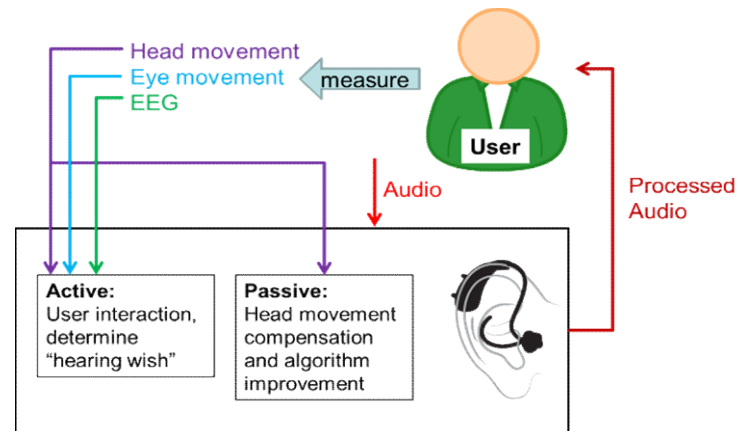 Head movement
Eye movement
EEG
measure
User
Audio
Processed
Audio
Active:
User interaction,
determine
“hearing wish”
Passive:
Head movement
compensation
and algorithm
improvement